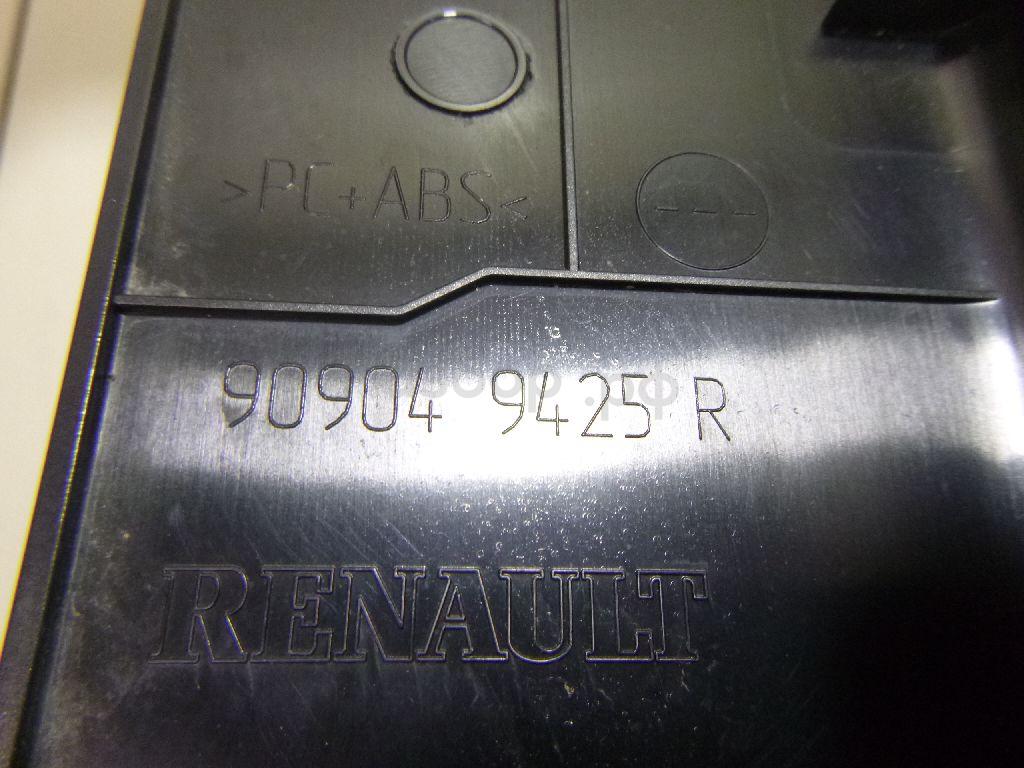 >PC+ABS<
---
90904 9425 R
RENAULT